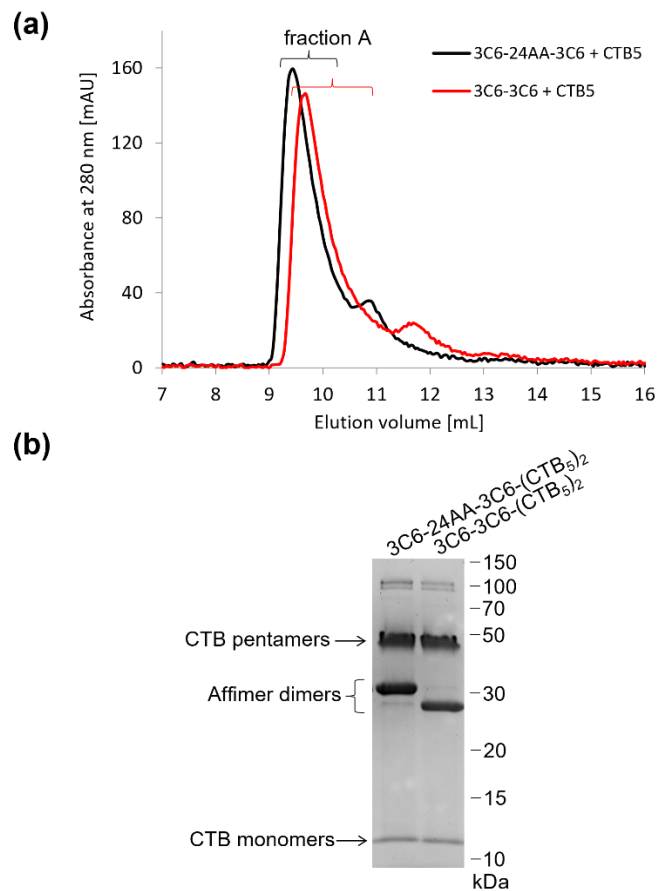 (a)
fraction A
3C6-24AA-3C6 + CTB5
3C6-3C6 + CTB5
Absorbance at 280 nm [mAU]
160
120
80
40
0
7 8 9 10 11 12 13 14 15 16
Elution volume [mL]
(b)
3C6-24AA-3C6-(CTB₅)₂
3C6-3C6-(CTB₅)₂
150
100
70
CTB pentamers
50
Affimer dimers
30
20
15
CTB monomers
10
kDa